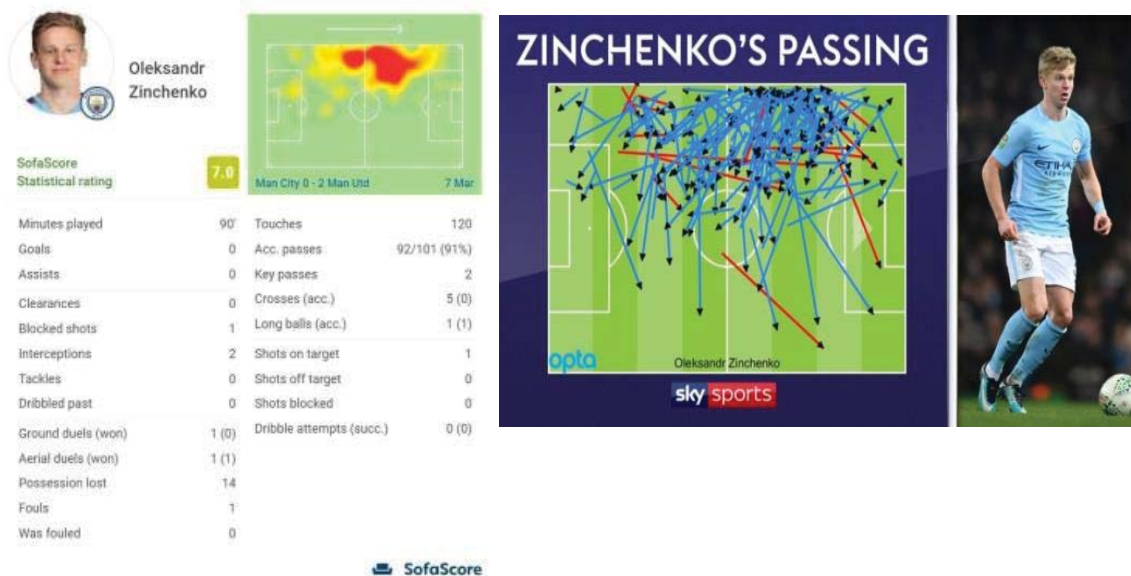 Oleksandr
Zinchenko
SofaScore
Statistical rating
7.0
Man City 0 - 2 Man Utd 7 Mar
Minutes played 90'
Goals 0
Assists 0
Clearances 0
Blocked shots 1
Interceptions 2
Tackles 0
Dribbled past 0
Ground duels (won) 1 (0)
Aerial duels (won) 1 (1)
Possession lost 14
Fouls 1
Was fouled 0
Touches 120
Acc. passes 92/101 (91%)
Key passes 2
Crosses (acc.) 5 (0)
Long balls (acc.) 1 (1)
Shots on target 1
Shots off target 0
Shots blocked 0
Dribble attempts (succ.) 0 (0)
SofaScore
ZINCHENKO'S PASSING
opta
Oleksandr Zinchenko
sky sports
ETIHAD